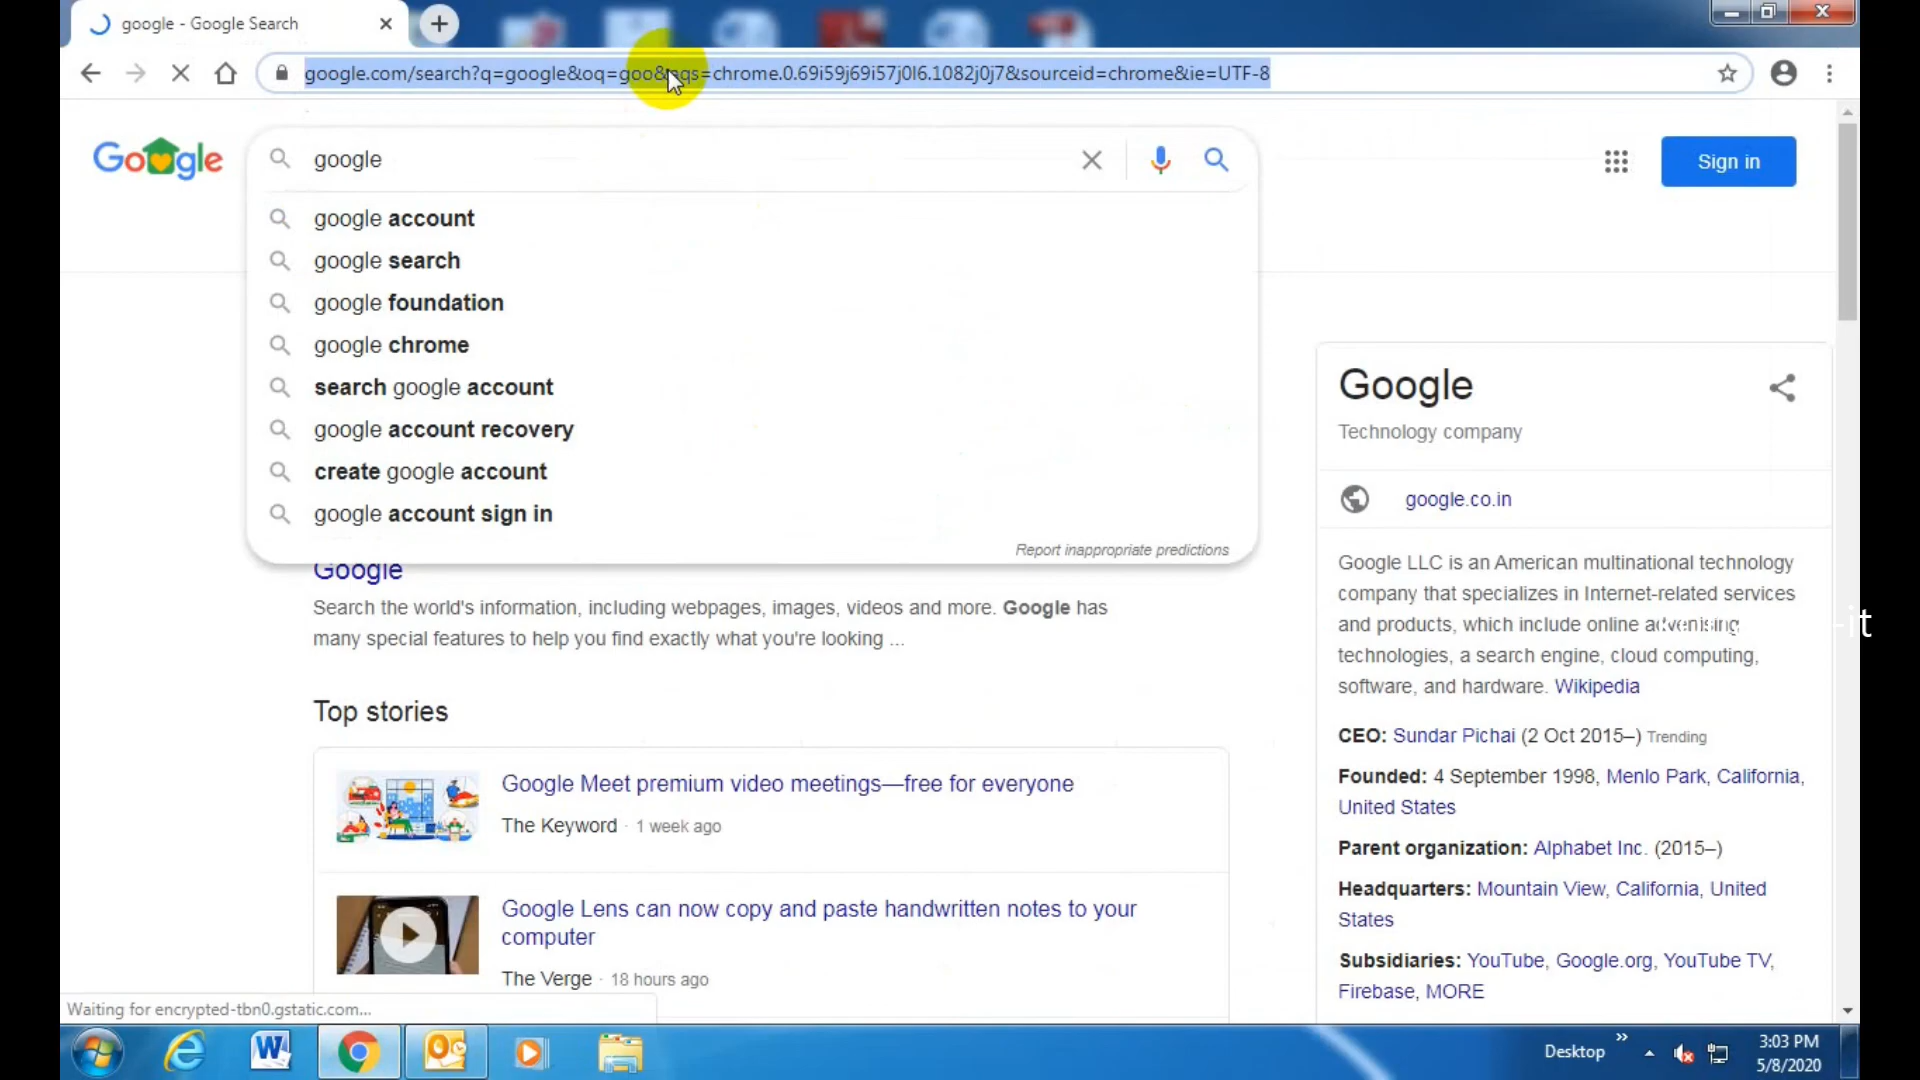 google - Google Search
google.com/search?q=google&oq=goo&aqs=chrome.0.69i59j69i57j0l6.1082j0j7&sourceid=chrome&ie=UTF-8
Google
google
Sign in
google account
google search
google foundation
google chrome
search google account
google account recovery
create google account
google account sign in
Report inappropriate predictions
Google
Search the world's information, including webpages, images, videos and more. Google has
many special features to help you find exactly what you're looking ...
Top stories
Google Meet premium video meetings—free for everyone
The Keyword · 1 week ago
Google Lens can now copy and paste handwritten notes to your
computer
The Verge · 18 hours ago
Google
Technology company
google.co.in
Google LLC is an American multinational technology
company that specializes in Internet-related services
and products, which include online advertising
technologies, a search engine, cloud computing,
software, and hardware. Wikipedia
CEO: Sundar Pichai (2 Oct 2015–) Trending
Founded: 4 September 1998, Menlo Park, California,
United States
Parent organization: Alphabet Inc. (2015–)
Headquarters: Mountain View, California, United
States
Subsidiaries: YouTube, Google.org, YouTube TV,
Firebase, MORE
Waiting for encrypted-tbn0.gstatic.com...
Desktop
3:03 PM
5/8/2020